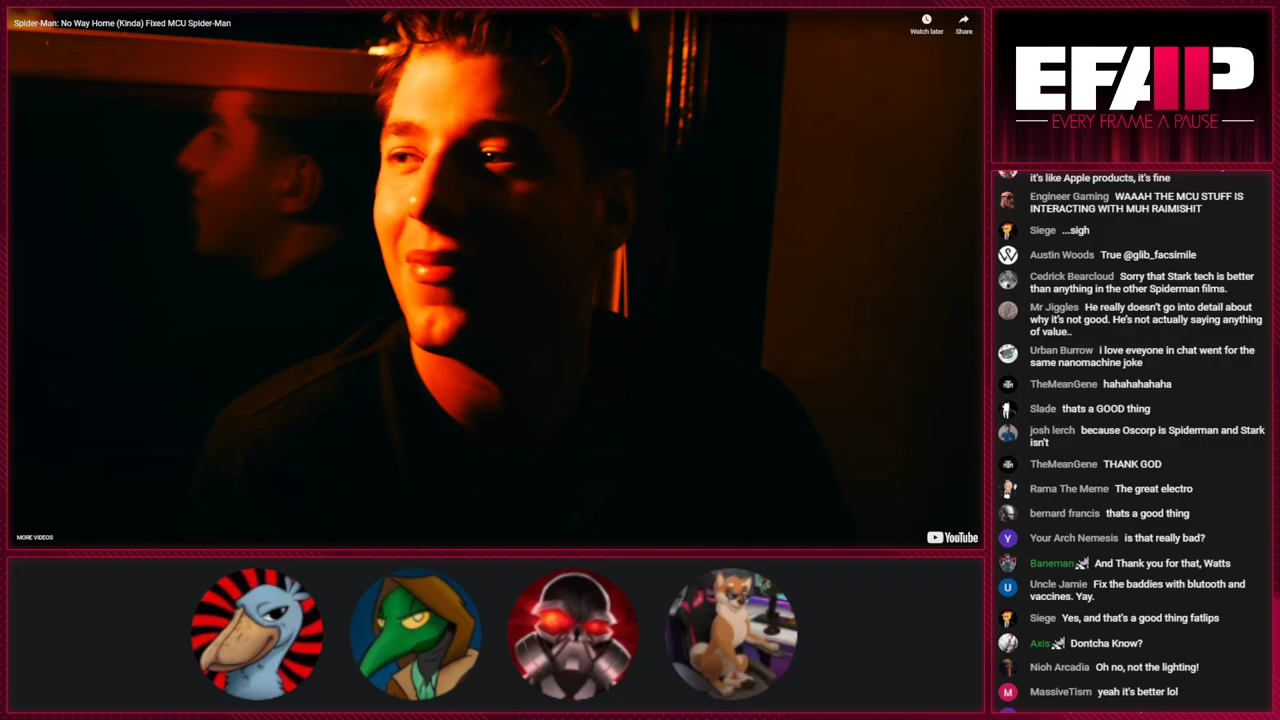 Spider-Man: No Way Home (Kinda) Fixed MCU Spider-Man
Watch later
Share
MORE VIDEOS
YouTube
EFAP
EVERY FRAME A PAUSE
it's like Apple products, it's fine
Engineer Gaming WAAAH THE MCU STUFF IS
INTERACTING WITH MUH RAIMISHIT
Siege ...sigh
Austin Woods True @glib_facsimile
Cedrick Bearcloud Sorry that Stark tech is better
than anything in the other Spiderman films.
Mr Jiggles He really doesn't go into detail about
why it's not good. He's not actually saying anything
of value..
Urban Burrow i love eveyone in chat went for the
same nanomachine joke
TheMeanGene hahahahahaha
Slade thats a GOOD thing
josh lerch because Oscorp is Spiderman and Stark
isn't
TheMeanGene THANK GOD
Rama The Meme The great electro
bernard francis thats a good thing
Y
Your Arch Nemesis is that really bad?
Baneman And Thank you for that, Watts
U
Uncle Jamie Fix the baddies with blutooth and
vaccines. Yay.
Siege Yes, and that's a good thing fatlips
Axis Dontcha Know?
Nioh Arcadia Oh no, not the lighting!
M
MassiveTism yeah it's better lol